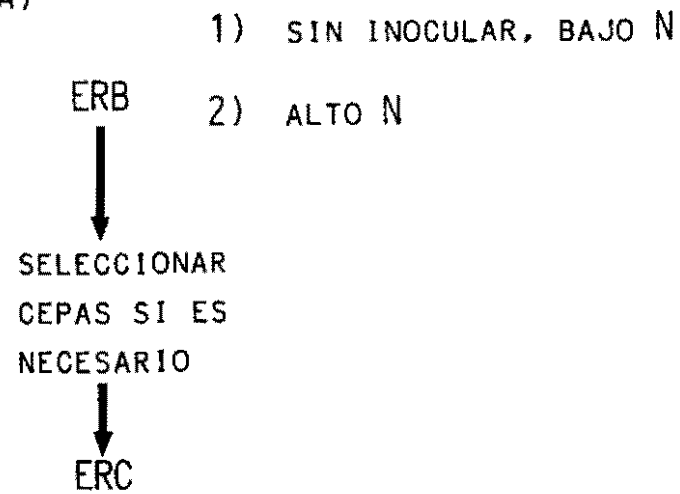 A)
1) SIN INOCULAR, BAJO N
ERB
2) ALTO N
SELECCIONAR
CEPAS SI ES
NECESARIO
ERC